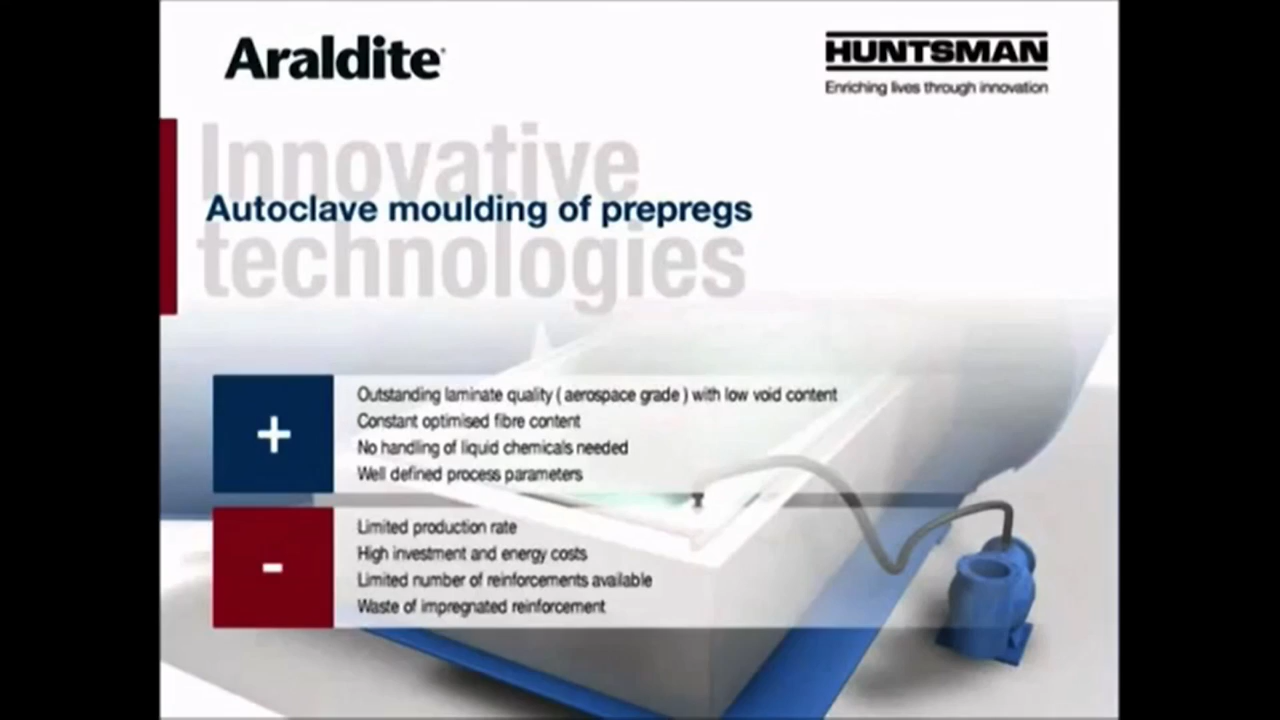 Araldite®
HUNTSMAN
Enriching lives through innovation
Innovative
Autoclave moulding of prepregs
technologies
+
Outstanding laminate quality ( aerospace grade ) with low void content
Constant optimised fibre content
No handling of liquid chemicals needed
Well defined process parameters
-
Limited production rate
High investment and energy costs
Limited number of reinforcements available
Waste of impregnated reinforcement